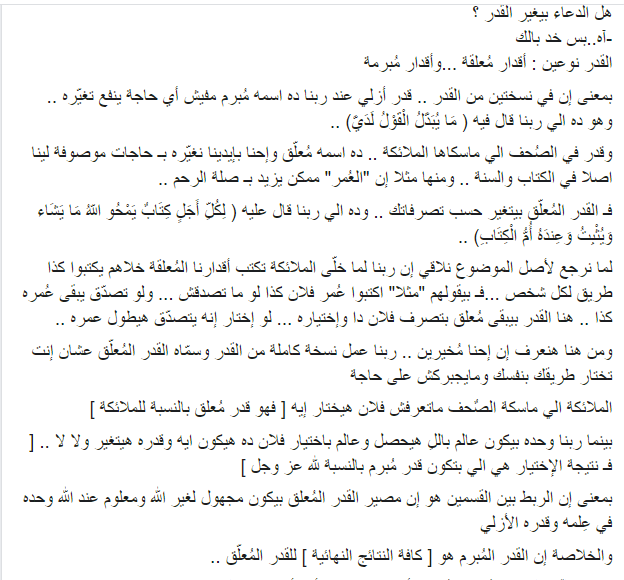 هل الدعاء بيغير القدر ؟
-آه..بس خد بالك
القدر نوعين : أقدار مُعلقة ...وأقدار مُبرمة
بمعنى إن في نسختين من القَدر .. قدر أزلي عند ربنا ده اسمه مُبرم مفيش أي حاجة ينفع تغيّره ..
وهو ده الي ربنا قال فيه ( مَا يُبَدَّلُ الْقَوْلُ لَدَيَّ) ..
وقدر في الصُحف الي ماسكاها الملائكة .. ده اسمه مُعلّق وإحنا بإيدينا نغيّره بـ حاجات موصوفة لينا
اصلا في الكتاب والسنة .. ومنها مثلا إن "العُمر" ممكن يزيد بـ صلة الرحم ..
فـ القدر المُعلّق بيتغير حسب تصرفاتك .. وده الي ربنا قال عليه ( لِكُلِّ أَجَلٍ كِتَابٌ يَمْحُو اللّهُ مَا يَشَاء
وَيُثْبِتُ وَعِندَهُ أُمُّ الْكِتَابِ) ..
لما نرجع لأصل الموضوع نلاقي إن ربنا لما خلّى الملائكة تكتب أقدارنا المُعلقة خلاهم يكتبوا كذا
طريق لكل شخص ...فـ بيقولهم "مثلا" اكتبوا عُمر فلان كذا لو ما تصدقش ... ولو تصدّق يبقى عُمره
كذا .. هنا القدر بيبقى مُعلق بتصرف فلان دا وإختياره ... لو إختار إنه يتصدّق هيطول عمره ..
ومن هنا هنعرف إن إحنا مُخيرين .. ربنا عمل نسخة كاملة من القدر وسمّاه القدر المُعلّق عشان إنت
تختار طريقك بنفسك ومايجبركش على حاجة
الملائكة الي ماسكة الصُّحف ماتعرفش فلان هيختار إيه [ فهو قدر مُعلق بالنسبة للملائكة ]
بينما ربنا وحده بيكون عالم باللِ هيحصل وعالم باختيار فلان ده هيكون ايه وقدره هيتغير ولا لا .. [
فـ نتيجة الإختيار هي الي بتكون قدر مُبرم بالنسبة لله عز وجل ]
بمعنى إن الربط بين القسمين هو إن مصير القدر المُعلق بيكون مجهول لغير الله ومعلوم عند الله وحده
في عِلمه وقدره الأزلي
والخلاصة إن القدر المُبرم هو [ كافة النتائج النهائية ] للقدر المُعلّق ..